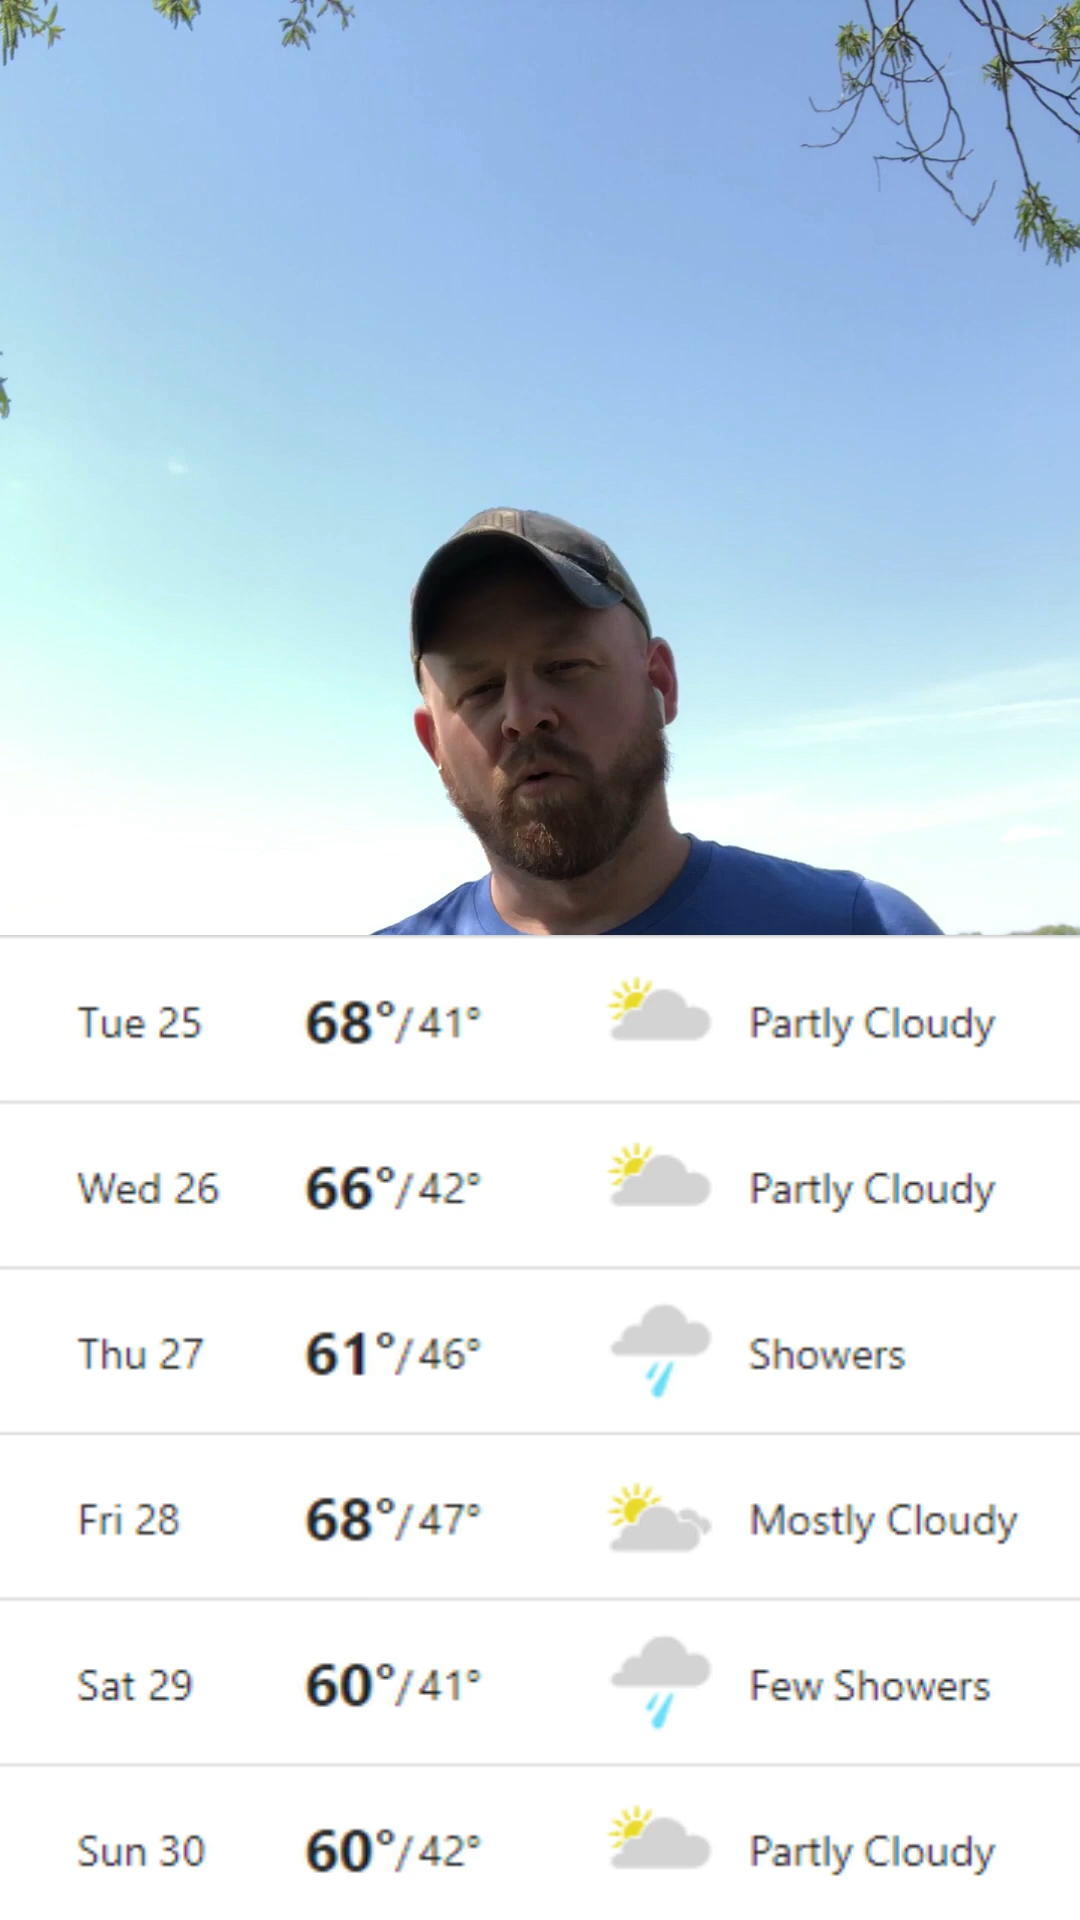 Tue 25 68°/41° Partly Cloudy
Wed 26 66°/42° Partly Cloudy
Thu 27 61°/46° Showers
Fri 28 68°/47° Mostly Cloudy
Sat 29 60°/41° Few Showers
Sun 30 60°/42° Partly Cloudy